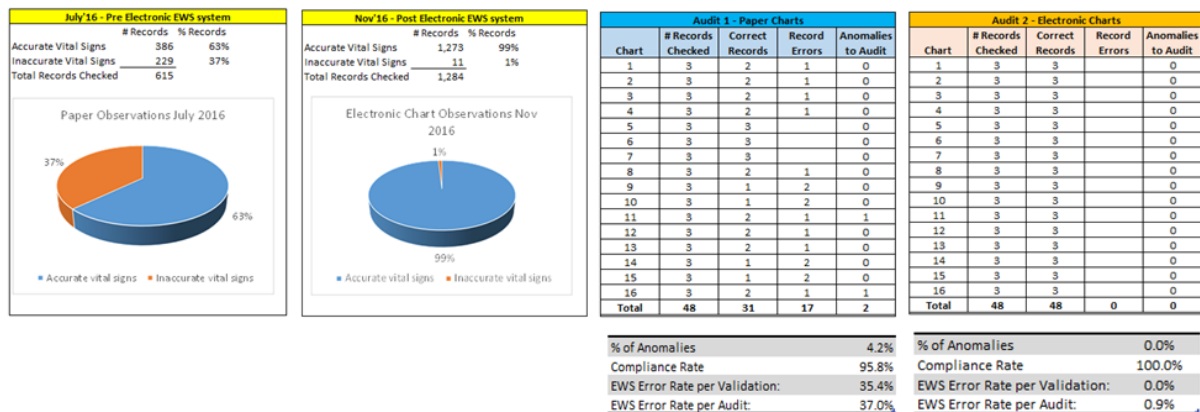 July'16 - Pre Electronic EWS system
# Records % Records
Accurate Vital Signs 386 63%
Inaccurate Vital Signs 229 37%
Total Records Checked 615
Paper Observations July 2016
37%
63%
Accurate vital signs Inaccurate vital signs
Nov'16 - Post Electronic EWS system
# Records % Records
Accurate Vital Signs 1,273 99%
Inaccurate Vital Signs 11 1%
Total Records Checked 1,284
Electronic Chart Observations Nov
2016
1%
99%
Accurate vital signs Inaccurate vital signs
Audit 1 - Paper Charts
# Records Correct Record Anomalies
Chart Checked Records Errors to Audit
1 3 2 1 0
2 3 2 1 0
3 3 2 1 0
4 3 2 1 0
5 3 3 0
6 3 3 0
7 3 3 0
8 3 2 1 0
9 3 1 2 0
10 3 1 2 0
11 3 2 1 1
12 3 2 1 0
13 3 2 1 0
14 3 1 2 0
15 3 1 2 0
16 3 2 1 1
Total 48 31 17 2
% of Anomalies 4.2%
Compliance Rate 95.8%
EWS Error Rate per Validation: 35.4%
EWS Error Rate per Audit: 37.0%
Audit 2 - Electronic Charts
# Records Correct Record Anomalies
Chart Checked Records Errors to Audit
1 3 3 0
2 3 3 0
3 3 3 0
4 3 3 0
5 3 3 0
6 3 3 0
7 3 3 0
8 3 3 0
9 3 3 0
10 3 3 0
11 3 3 0
12 3 3 0
13 3 3 0
14 3 3 0
15 3 3 0
16 3 3 0
Total 48 48 0 0
% of Anomalies 0.0%
Compliance Rate 100.0%
EWS Error Rate per Validation: 0.0%
EWS Error Rate per Audit: 0.9%